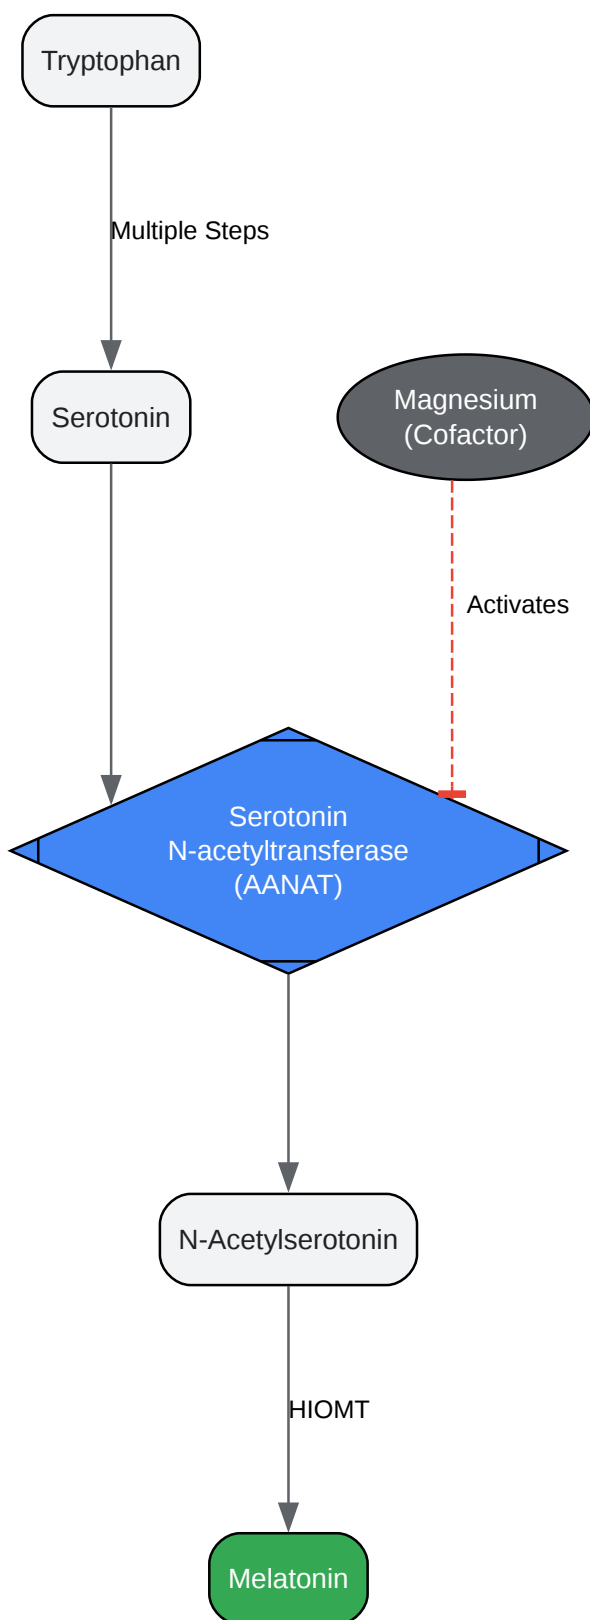 Tryptophan
Multiple Steps
Serotonin
Magnesium
(Cofactor)
Activates
Serotonin
N-acetyltransferase
(AANAT)
N-Acetylserotonin
HIOMT
Melatonin